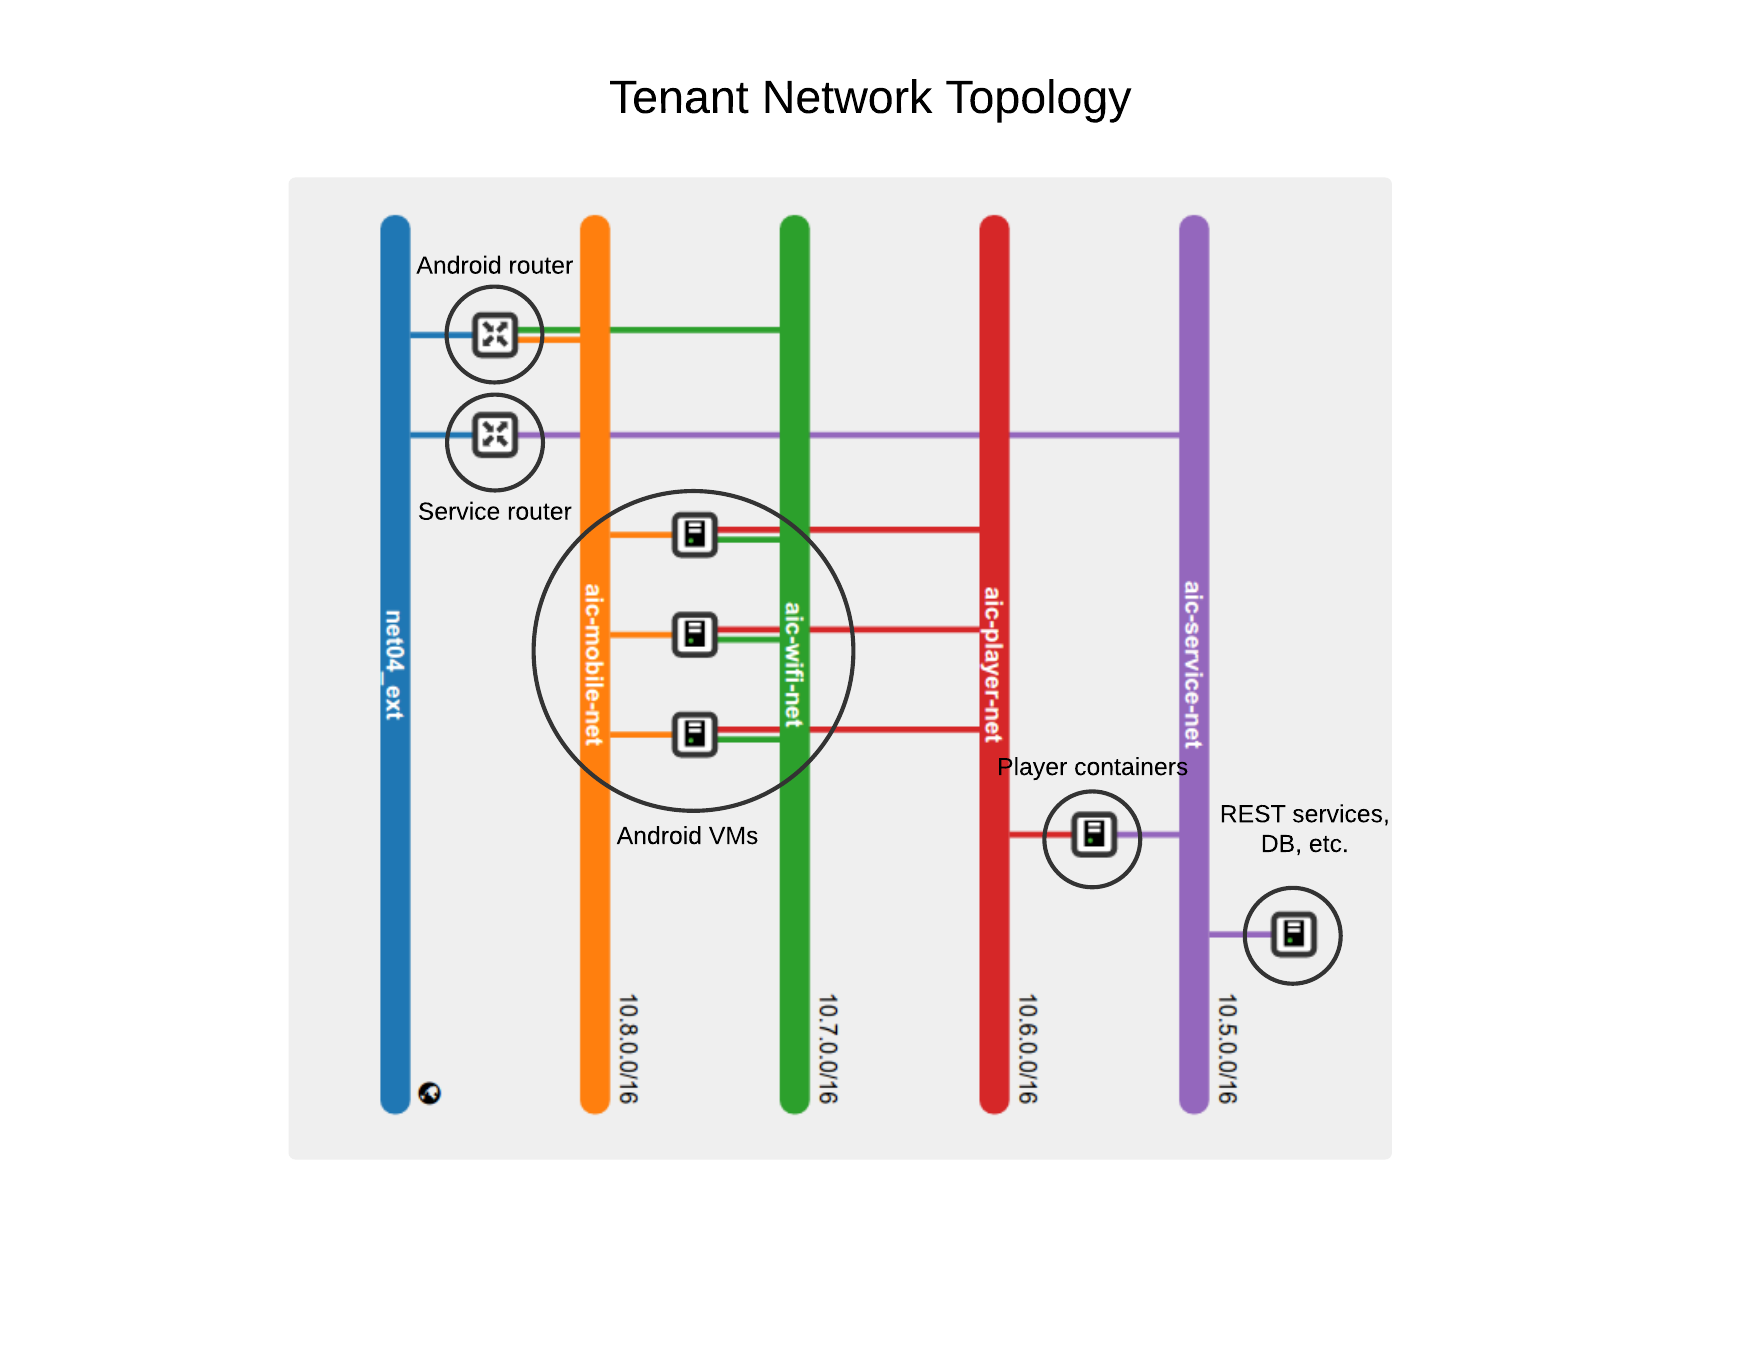 Tenant Network Topology
Android router
Service router
net04_ext
aic-mobile-net
aic-wifi-net
aic-player-net
aic-service-net
Android VMs
Player containers
REST services,
DB, etc.
10.8.0.0/16
10.7.0.0/16
10.6.0.0/16
10.5.0.0/16